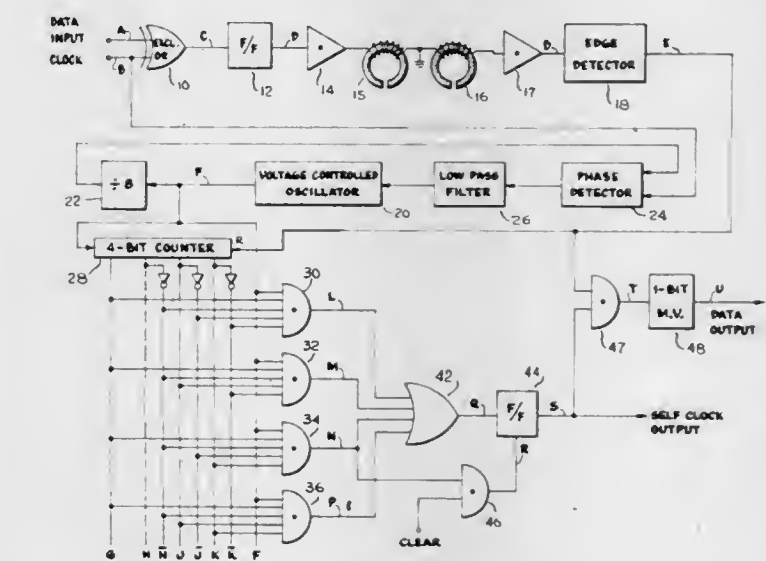 DATA
INPUT
CLOCK
A
B
EXCL.
OR
10
C
F/F
12
D
14
15
16
17
D
EDGE
DETECTOR
18
E
÷ 8
22
F
VOLTAGE CONTROLLED
OSCILLATOR
20
LOW PASS
FILTER
26
PHASE
DETECTOR
24
4-BIT COUNTER
R
28
30
L
32
M
34
N
36
P
42
Q
44
F/F
S
R
46
CLEAR
47
T
1-BIT
M.V.
48
U
DATA
OUTPUT
SELF CLOCK
OUTPUT
G H H̅ J J̅ K K̅ F